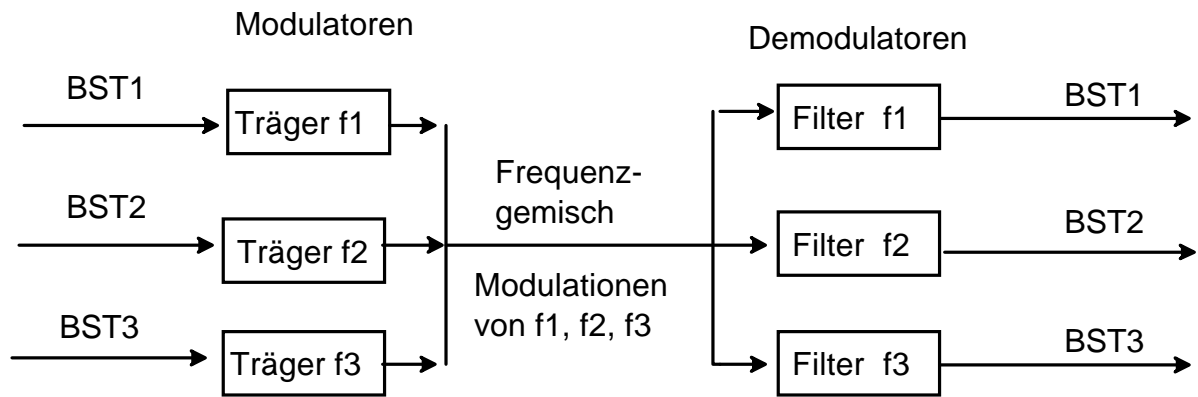 Modulatoren
Demodulatoren
BST1
Träger f1
Filter f1
BST1
Frequenz-
gemisch
BST2
Träger f2
Filter f2
BST2
Modulationen
von f1, f2, f3
BST3
Träger f3
Filter f3
BST3